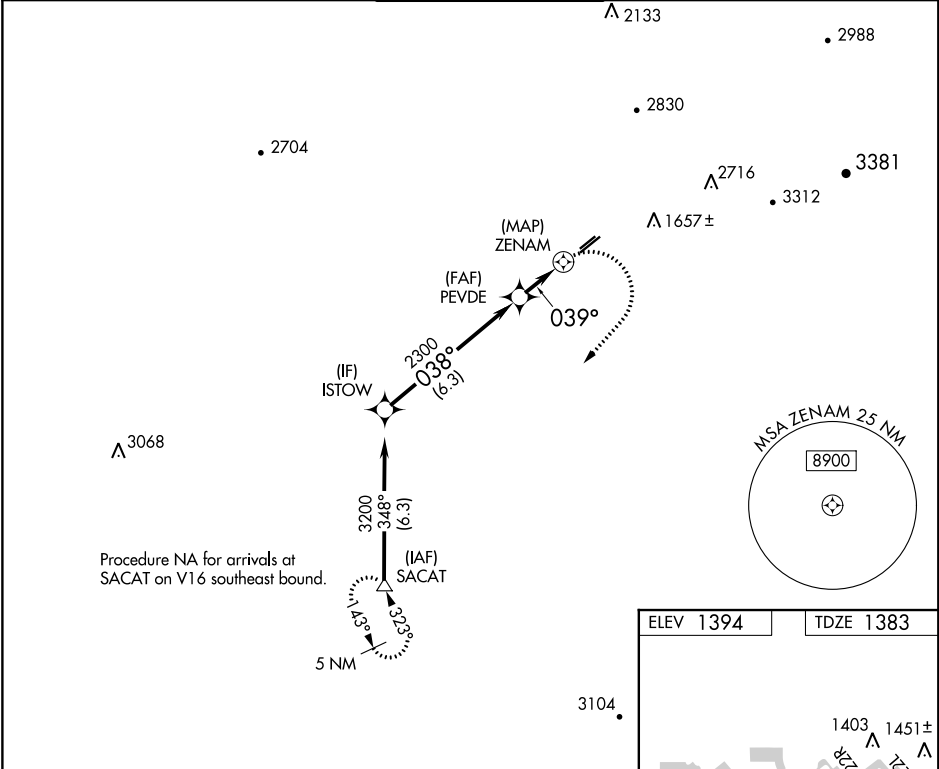 2133
2988
2830
2704
3381
2716
3312
1657±
(MAP)
ZENAM
(FAF)
PEVDE
039°
2300
038°
(6.3)
(IF)
ISTOW
3068
MSA ZENAM 25 NM
8900
3200
348°
(6.3)
(IAF)
SACAT
Procedure NA for arrivals at
SACAT on V16 southeast bound.
143°
323°
5 NM
ELEV 1394
TDZE 1383
3104
1403
1451±
22R
22L